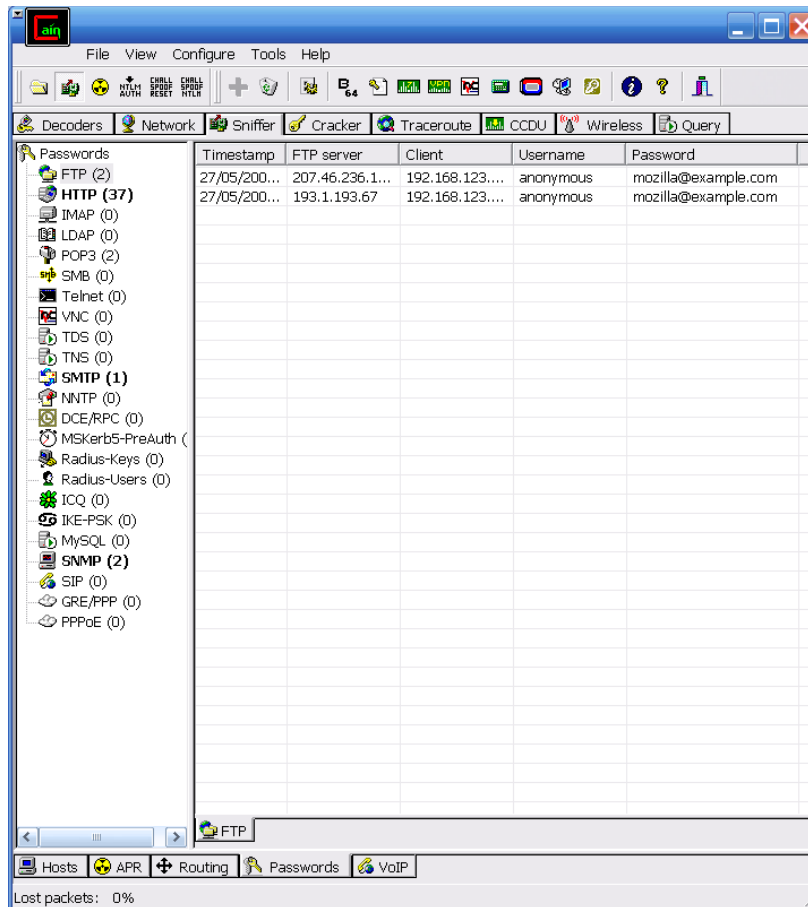 Caín
File View Configure Tools Help
NTLM AUTH CHALL SPOOF RESET CHALL SPOOF NTLM B64
Decoders Network Sniffer Cracker Traceroute CCDU Wireless Query
Passwords
FTP (2)
HTTP (37)
IMAP (0)
LDAP (0)
POP3 (2)
SMB (0)
Telnet (0)
VNC (0)
TDS (0)
TNS (0)
SMTP (1)
NNTP (0)
DCE/RPC (0)
MSKerb5-PreAuth (
Radius-Keys (0)
Radius-Users (0)
ICQ (0)
IKE-PSK (0)
MySQL (0)
SNMP (2)
SIP (0)
GRE/PPP (0)
PPPoE (0)
Timestamp FTP server Client Username Password
27/05/200... 207.46.236.1... 192.168.123.... anonymous mozilla@example.com
27/05/200... 193.1.193.67 192.168.123.... anonymous mozilla@example.com
FTP
Hosts APR Routing Passwords VoIP
Lost packets: 0%